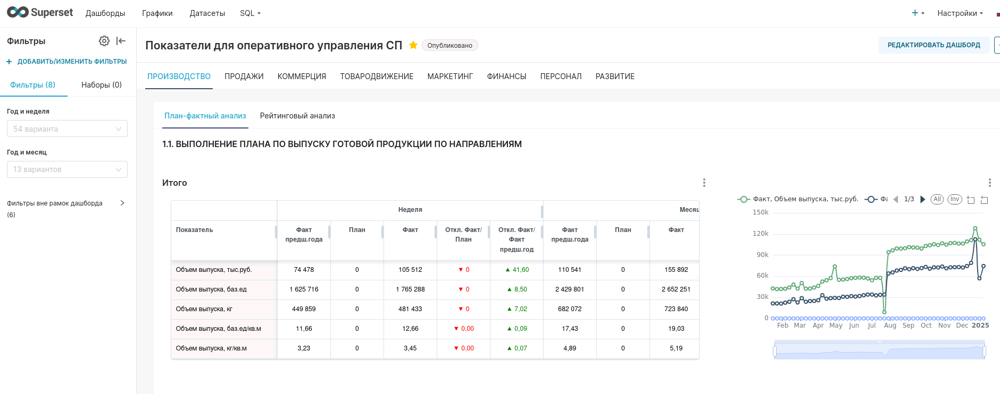 Superset Дашборды Графики Датасеты SQL Настройки
Фильтры
ДОБАВИТЬ/ИЗМЕНИТЬ ФИЛЬТРЫ
Фильтры (8) Наборы (0)
Год и неделя
54 варианта
Год и месяц
13 вариантов
Фильтры вне рамок дашборда
(6)
Показатели для оперативного управления СП Опубликовано РЕДАКТИРОВАТЬ ДАШБОРД
ПРОИЗВОДСТВО ПРОДАЖИ КОММЕРЦИЯ ТОВАРОДВИЖЕНИЕ МАРКЕТИНГ ФИНАНСЫ ПЕРСОНАЛ РАЗВИТИЕ
План-фактный анализ Рейтинговый анализ
1.1. ВЫПОЛНЕНИЕ ПЛАНА ПО ВЫПУСКУ ГОТОВОЙ ПРОДУКЦИИ ПО НАПРАВЛЕНИЯМ
Итого
Неделя Месяц
Показатель Факт План Факт Откл. Факт/ Откл. Факт/ Факт План Факт
предш.года План Факт предш.года
предш.год
Объем выпуска, тыс.руб. 74 478 0 105 512 ▼ 0 ▲ 41,60 110 541 0 155 892
Объем выпуска, баз.ед 1 625 716 0 1 765 288 ▼ 0 ▲ 8,50 2 429 801 0 2 652 251
Объем выпуска, кг 449 859 0 481 433 ▼ 0 ▲ 7,02 682 072 0 723 840
Объем выпуска, баз.ед/кв.м 11,66 0 12,66 ▼ 0,00 ▲ 0,09 17,43 0 19,03
Объем выпуска, кг/кв.м 3,23 0 3,45 ▼ 0,00 ▲ 0,07 4,89 0 5,19
Факт, Объем выпуска, тыс.руб. Фа 1/3 All Inv
150k
120k
90k
60k
30k
0
Feb Mar Apr May Jun Jul Aug Sep Oct Nov Dec 2025